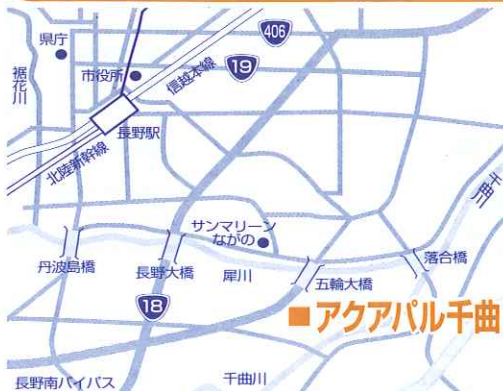 406
県庁
19
裾花川
市役所
信越本線
長野駅
北陸新幹線
千曲川
サンマリーン
ながの
丹波島橋
長野大橋
犀川
五輪大橋
落合橋
18
アクアパル千曲
長野南バイパス
千曲川